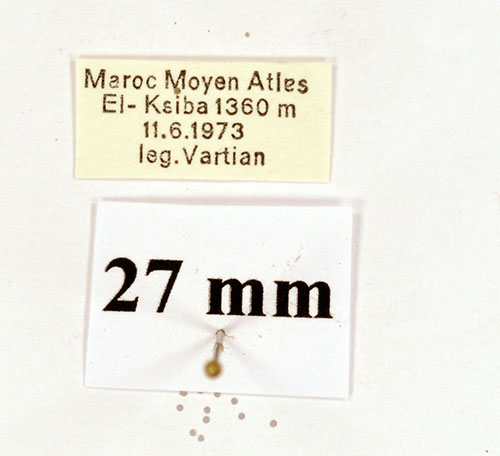 Maroc Moyen Atles
El- Ksiba 1360 m
11.6.1973
leg. Vartian
27 mm